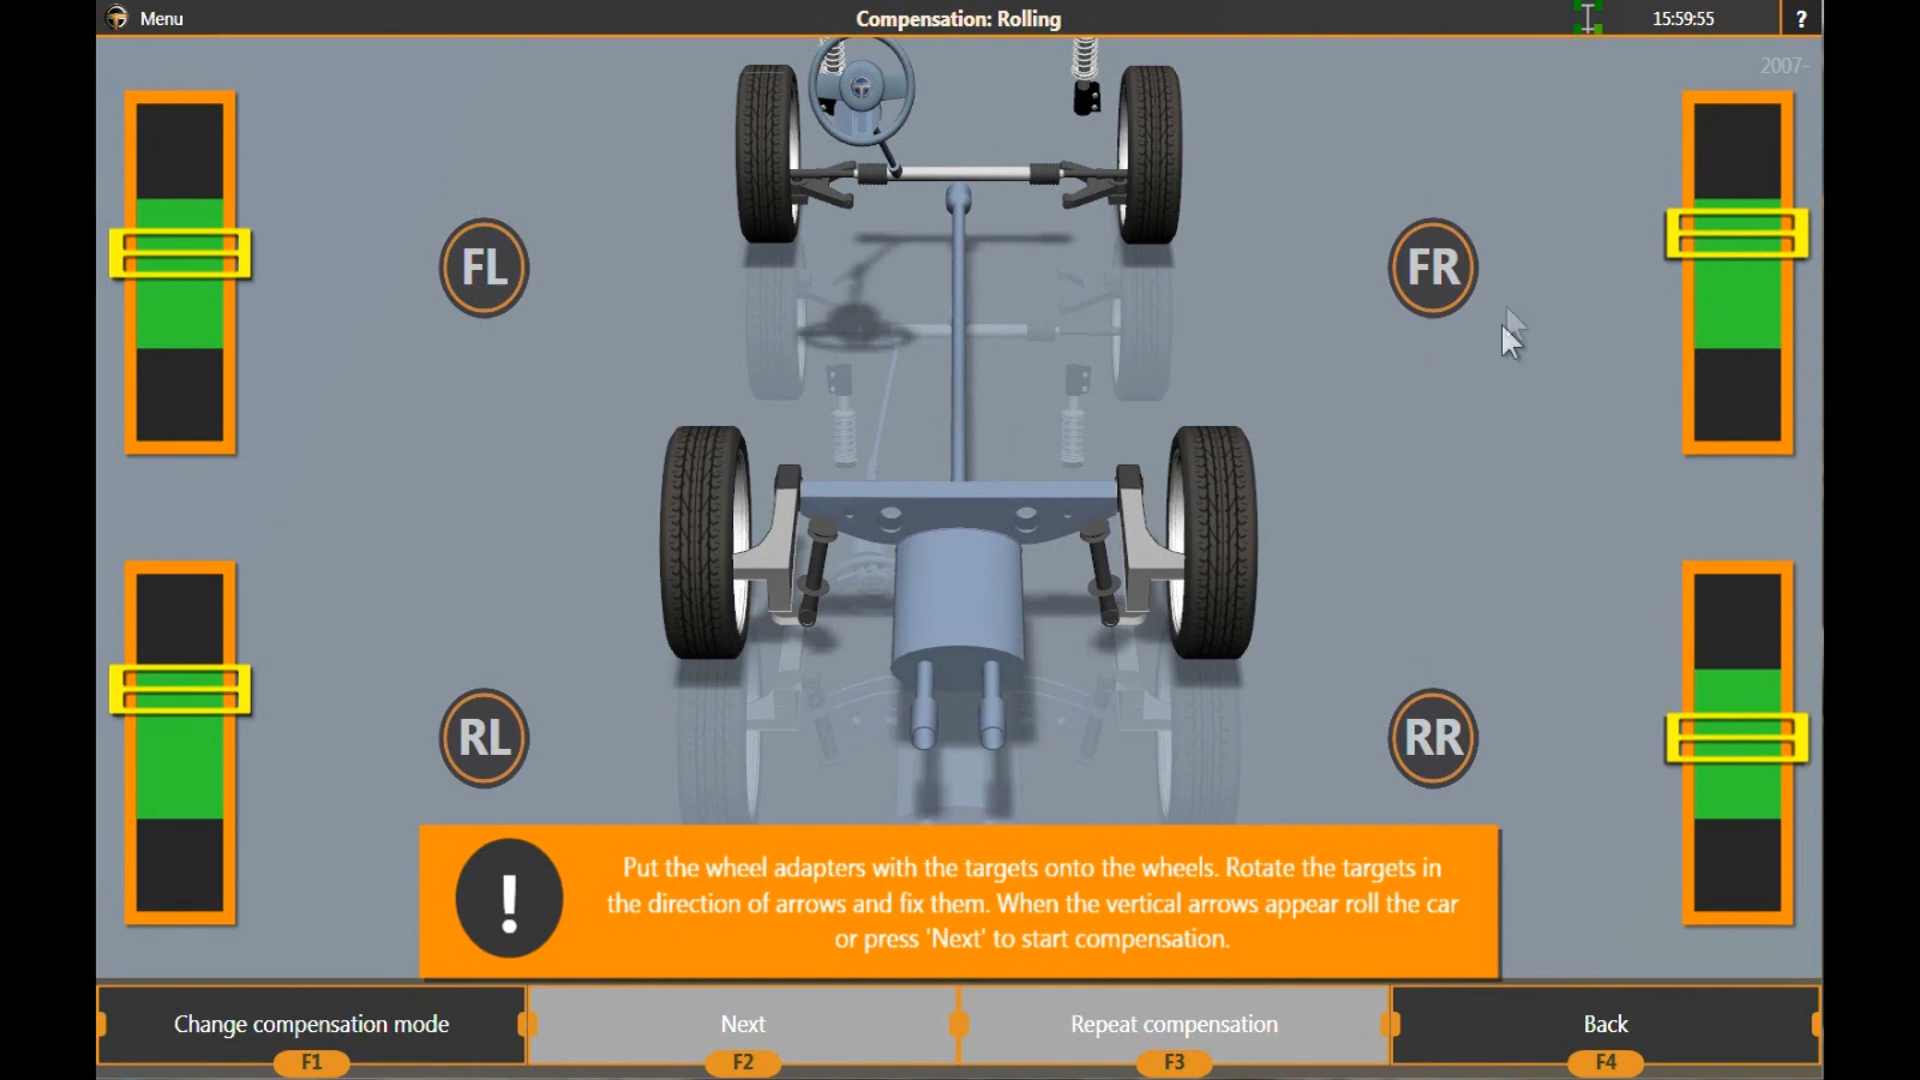 Menu
Compensation: Rolling
15:59:55
?
2007-
FL
FR
RL
RR
!
Put the wheel adapters with the targets onto the wheels. Rotate the targets in
the direction of arrows and fix them. When the vertical arrows appear roll the car
or press 'Next' to start compensation.
Change compensation mode
Next
Repeat compensation
Back
F1
F2
F3
F4